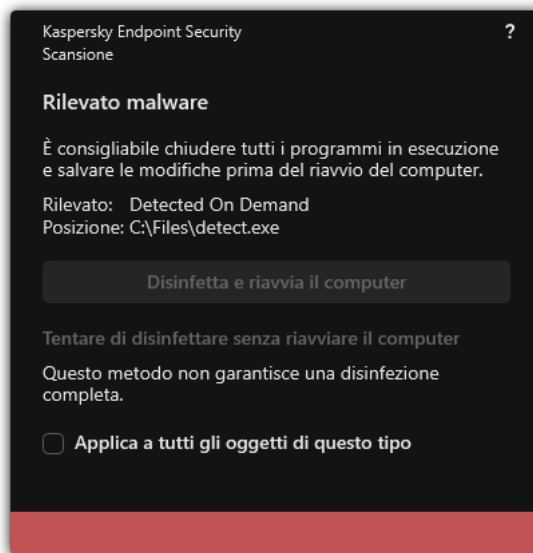 Kaspersky Endpoint Security
?
Scansione
Rilevato malware
È consigliabile chiudere tutti i programmi in esecuzione
e salvare le modifiche prima del riavvio del computer.
Rilevato: Detected On Demand
Posizione: C:\Files\detect.exe
Disinfetta e riavvia il computer
Tentare di disinfettare senza riavviare il computer
Questo metodo non garantisce una disinfezione
completa.
Applica a tutti gli oggetti di questo tipo